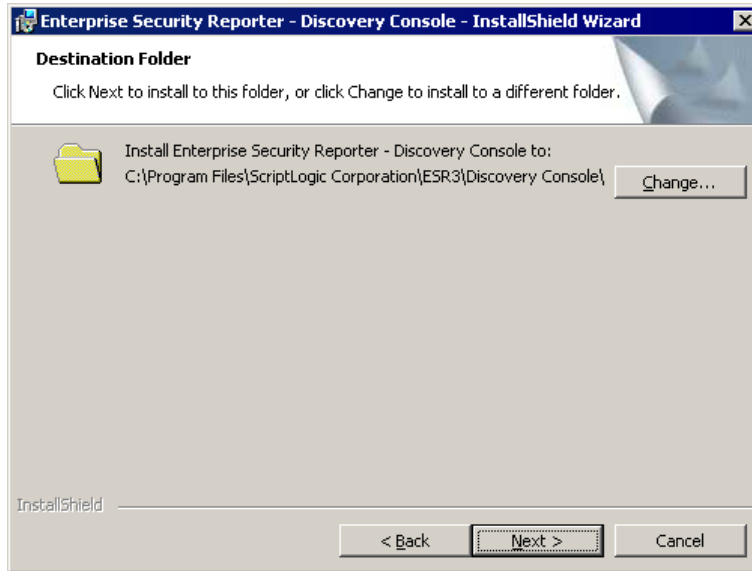 Enterprise Security Reporter - Discovery Console - InstallShield Wizard
Destination Folder
Click Next to install to this folder, or click Change to install to a different folder.
Install Enterprise Security Reporter - Discovery Console to:
C:\Program Files\ScriptLogic Corporation\ESR3\Discovery Console\
Change...
InstallShield
< Back
Next >
Cancel